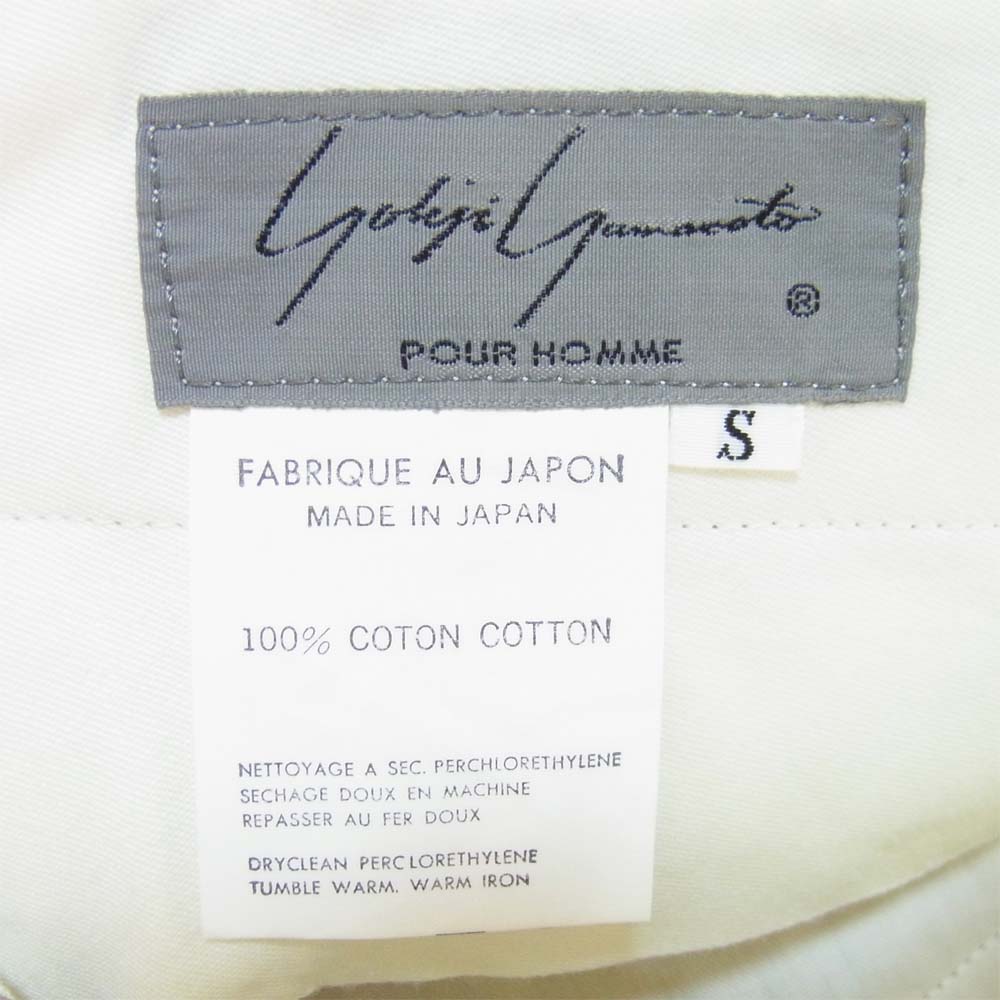 Yohji Yamamoto
®
POUR HOMME
S
FABRIQUE AU JAPON
MADE IN JAPAN
100% COTON COTTON
NETTOYAGE A SEC. PERCHLORETHYLENE
SECHAGE DOUX EN MACHINE
REPASSER AU FER DOUX
DRYCLEAN PERCLORETHYLENE
TUMBLE WARM. WARM IRON